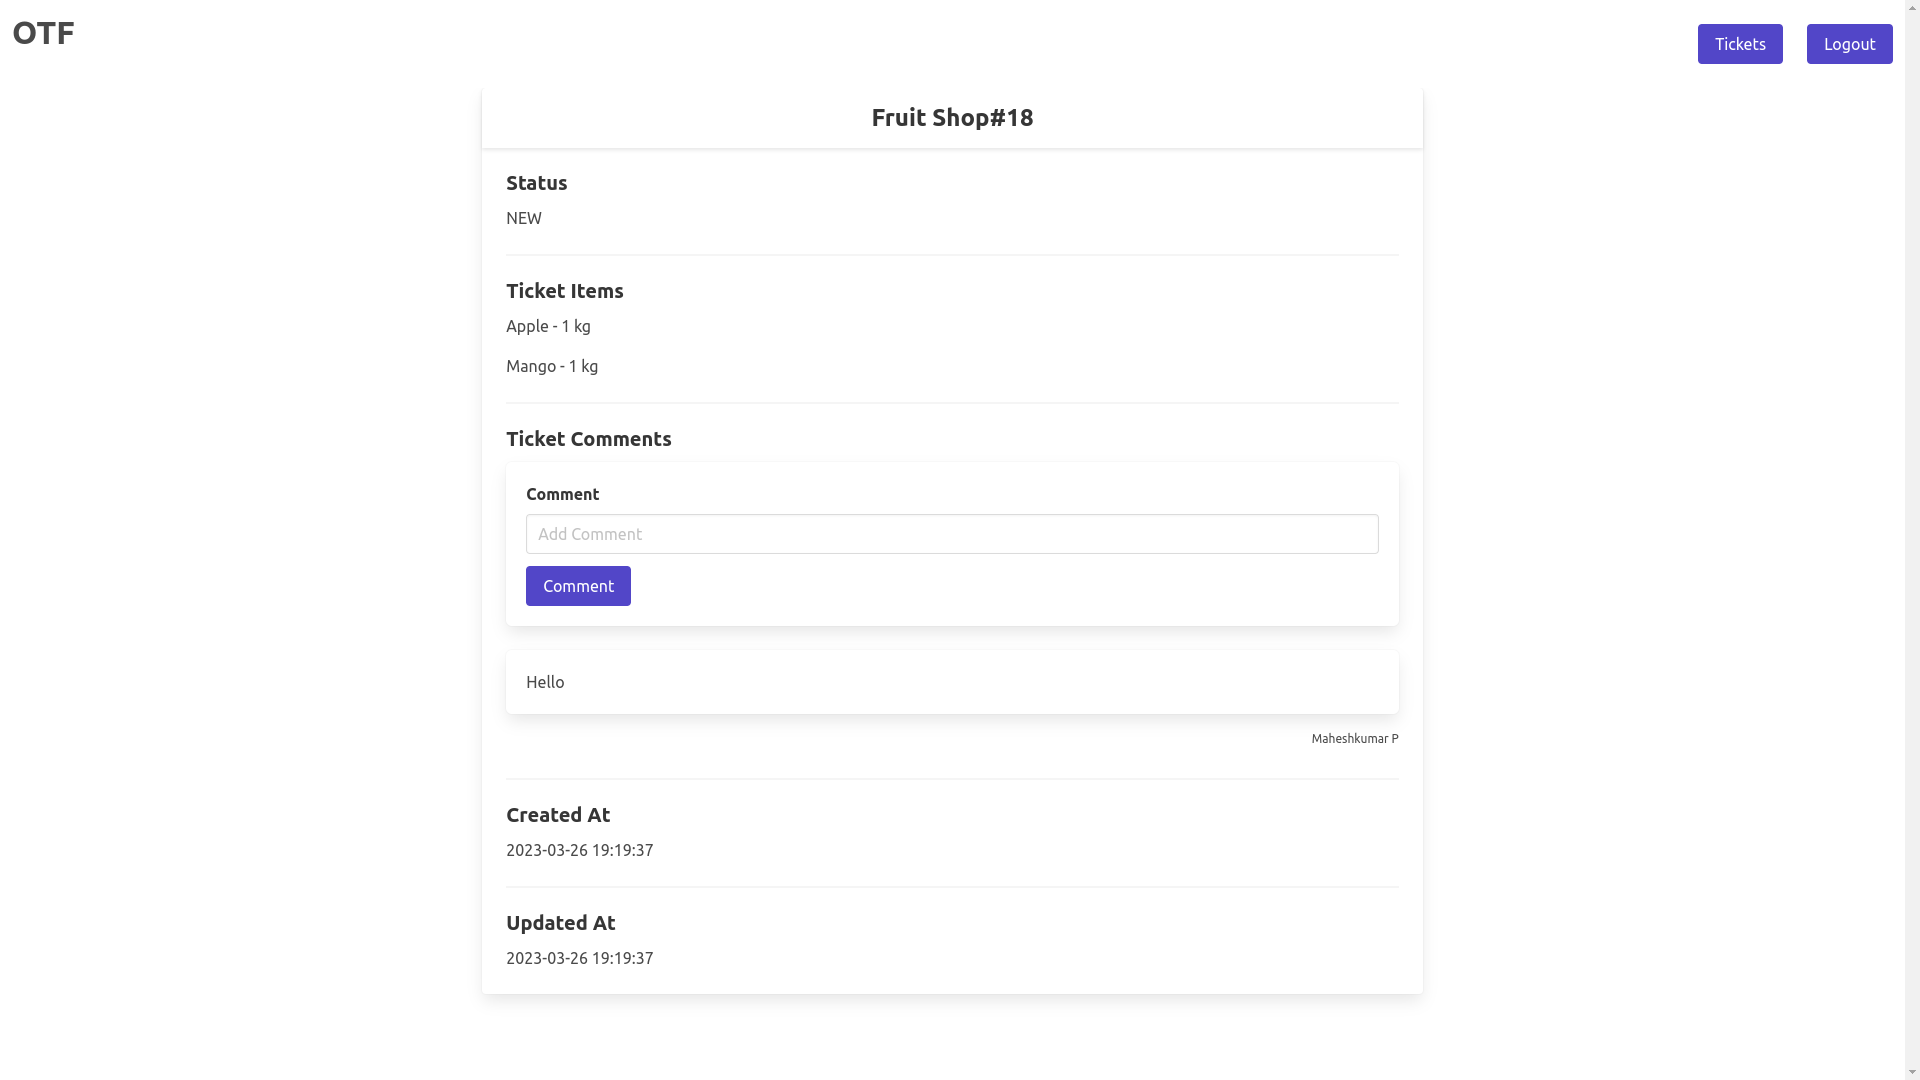 OTF
Tickets
Logout
Fruit Shop#18
Status
NEW
Ticket Items
Apple - 1 kg
Mango - 1 kg
Ticket Comments
Comment
Add Comment
Comment
Hello
Maheshkumar P
Created At
2023-03-26 19:19:37
Updated At
2023-03-26 19:19:37